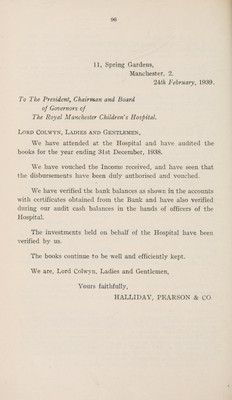 98
11, Spring Gardens,
Manchester, 2.
24th February, 1939.
To The President, Chairman and Board
of Governors of
The Royal Manchester Children's Hospital.
LORD COLWYN, LADIES AND GENTLEMEN,
We have attended at the Hospital and have audited the
books for the year ending 31st December, 1938.
We have vouched the Income received, and have seen that
the disbursements have been duly authorised and vouched.
We have verified the bank balances as shown in the accounts
with certificates obtained from the Bank and have also verified
during our audit cash balances in the hands of officers of the
Hospital.
The investments held on behalf of the Hospital have been
verified by us.
The books continue to be well and efficiently kept.
We are, Lord Colwyn, Ladies and Gentlemen,
Yours faithfully,
HALLIDAY, PEARSON & CO.